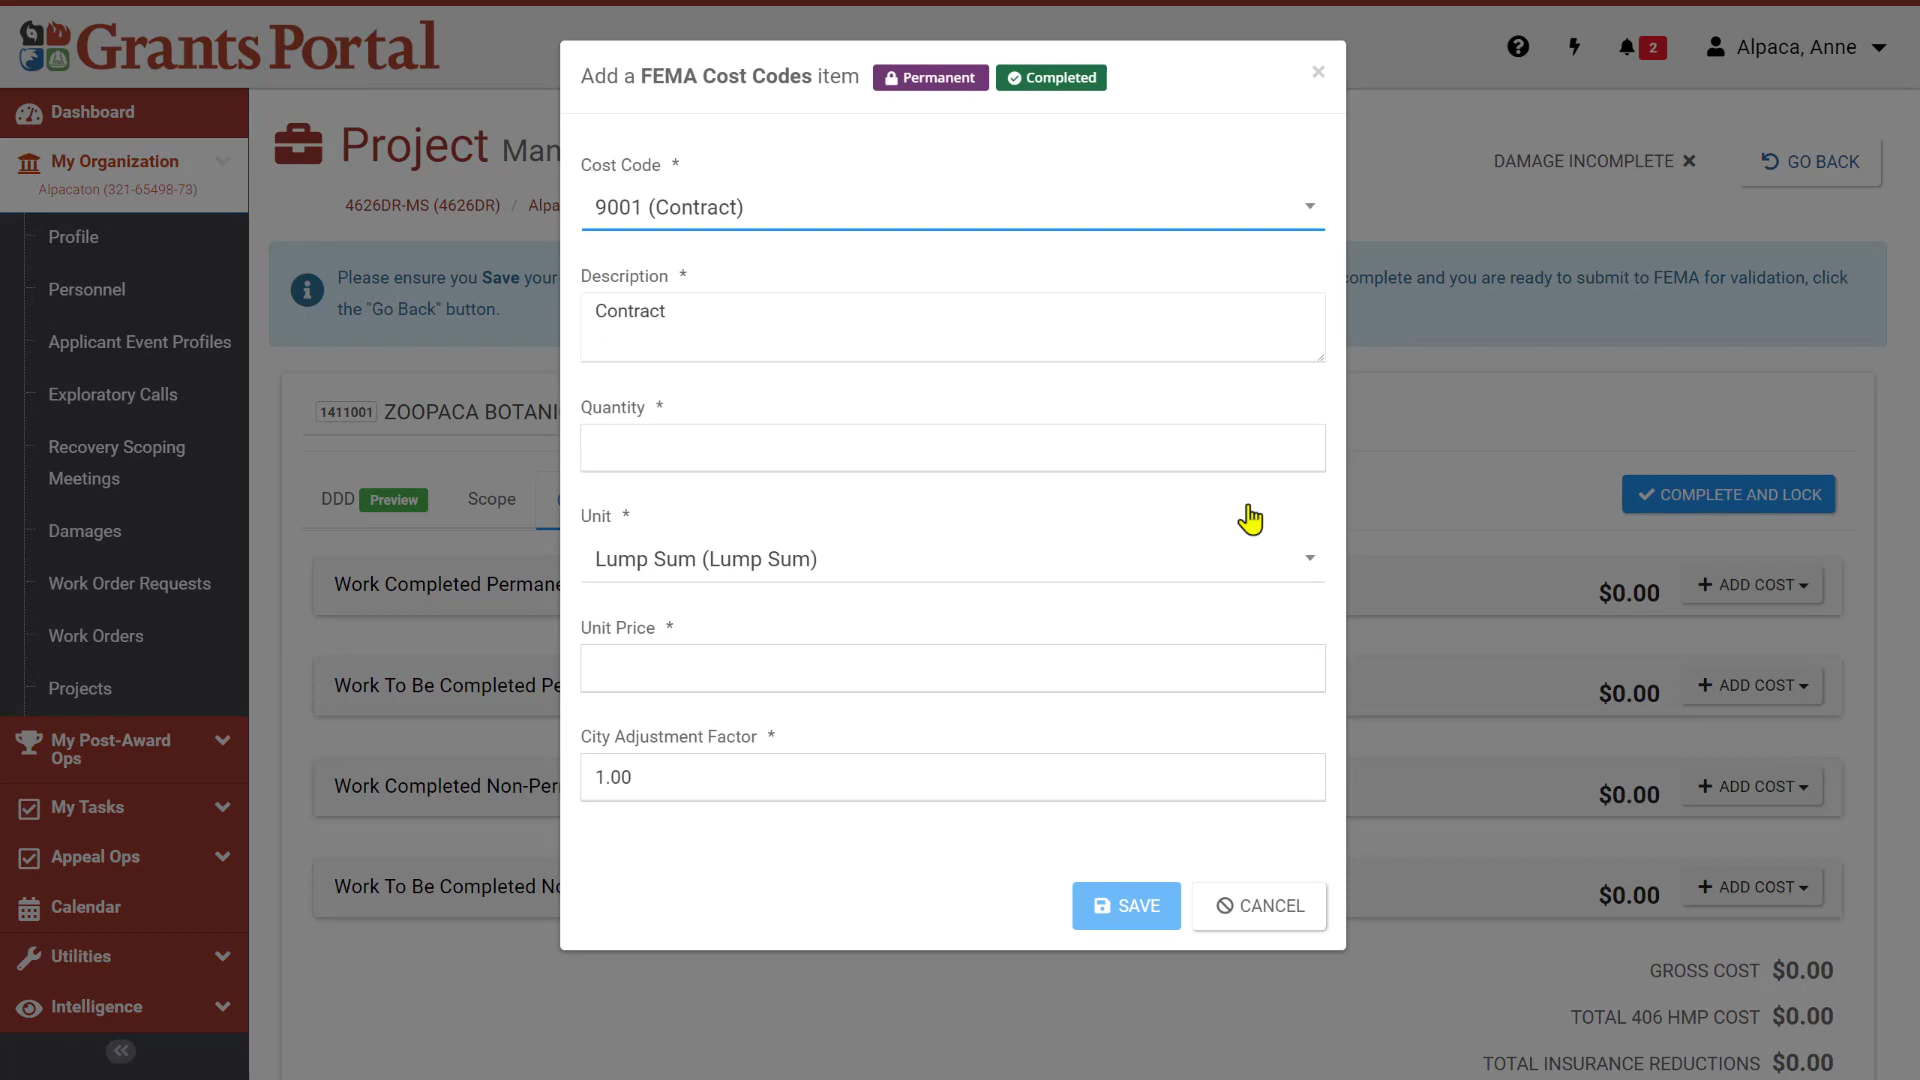 Grants Portal
2
Alpaca, Anne
Dashboard
My Organization
Alpacaton (321-65498-73)
Profile
Personnel
Applicant Event Profiles
Exploratory Calls
Recovery Scoping
Meetings
Damages
Work Order Requests
Work Orders
Projects
My Post-Award
Ops
My Tasks
Appeal Ops
Calendar
Utilities
Intelligence
Project Man
DAMAGE INCOMPLETE
GO BACK
4626DR-MS (4626DR) / Alpa
Please ensure you Save your
omplete and you are ready to submit to FEMA for validation, click
the "Go Back" button.
1411001 ZOOPACA BOTANI
DDD Preview Scope
COMPLETE AND LOCK
Work Completed Permane
$0.00 ADD COST
Work To Be Completed Pe
$0.00 ADD COST
Work Completed Non-Per
$0.00 ADD COST
Work To Be Completed No
$0.00 ADD COST
GROSS COST $0.00
TOTAL 406 HMP COST $0.00
TOTAL INSURANCE REDUCTIONS $0.00
Add a FEMA Cost Codes item Permanent Completed
×
Cost Code *
9001 (Contract)
Description *
Contract
Quantity *
Unit *
Lump Sum (Lump Sum)
Unit Price *
City Adjustment Factor *
1.00
SAVE
CANCEL